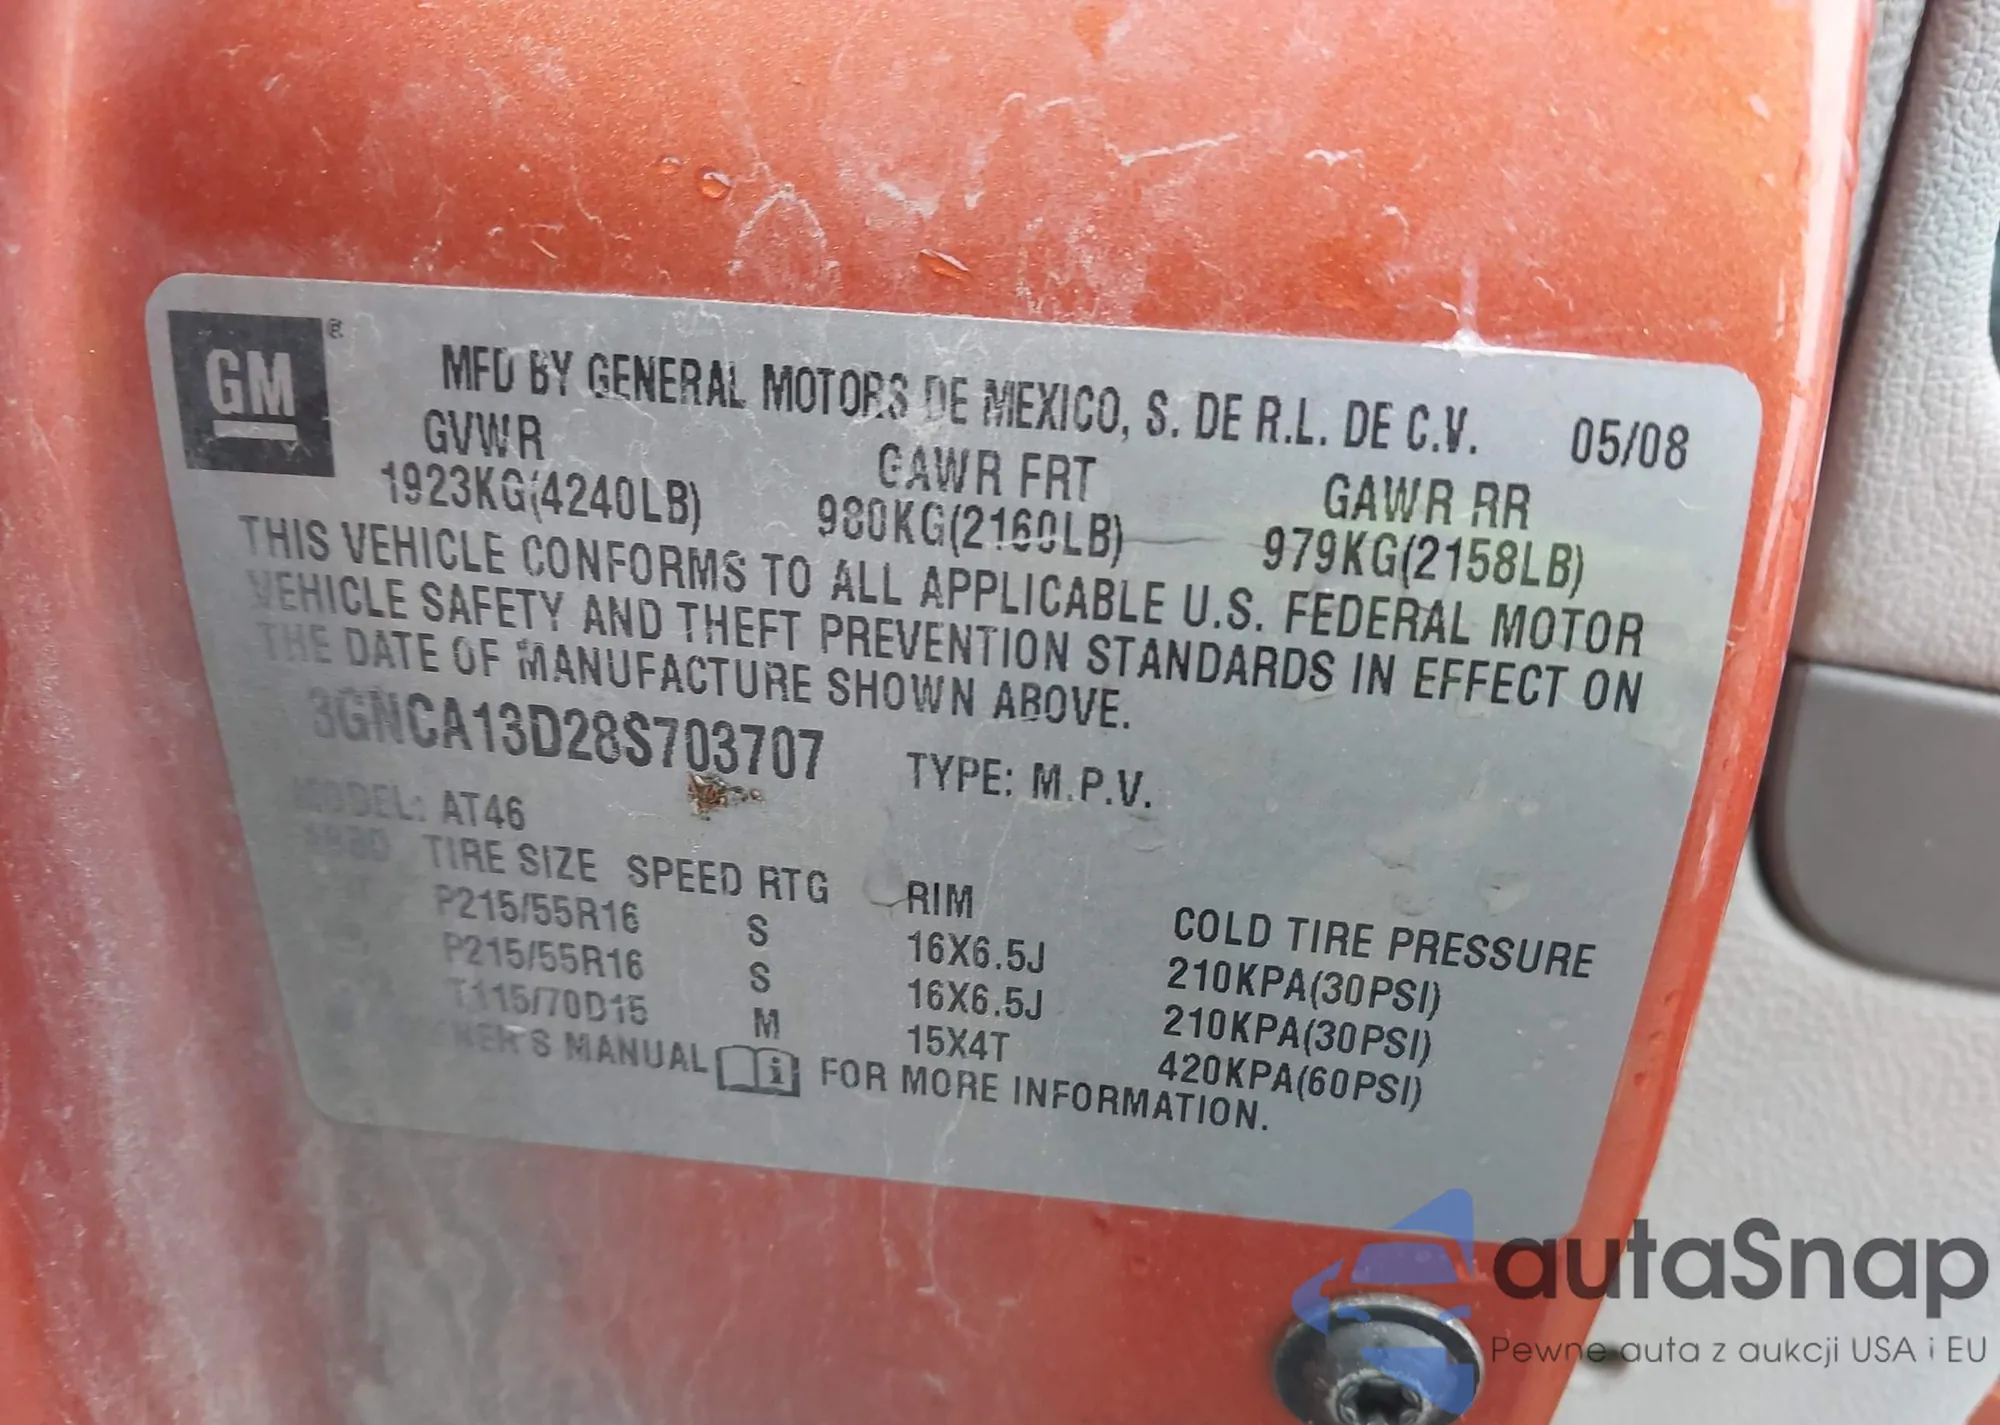 GM®
MFD BY GENERAL MOTORS DE MEXICO, S. DE R.L. DE C.V. 05/08
GVWR GAWR FRT GAWR RR
1923KG(4240LB) 980KG(2160LB) 979KG(2158LB)
THIS VEHICLE CONFORMS TO ALL APPLICABLE U.S. FEDERAL MOTOR
VEHICLE SAFETY AND THEFT PREVENTION STANDARDS IN EFFECT ON
THE DATE OF MANUFACTURE SHOWN ABOVE.
3GNCA13D28S703707 TYPE: M.P.V.
MODEL: AT46
TIRE SIZE SPEED RTG RIM COLD TIRE PRESSURE
P215/55R16 S 16X6.5J 210KPA(30PSI)
P215/55R16 S 16X6.5J 210KPA(30PSI)
T115/70D15 M 15X4T 420KPA(60PSI)
MANUAL i FOR MORE INFORMATION.
autaSnap
Pewne auta z aukcji USA i EU